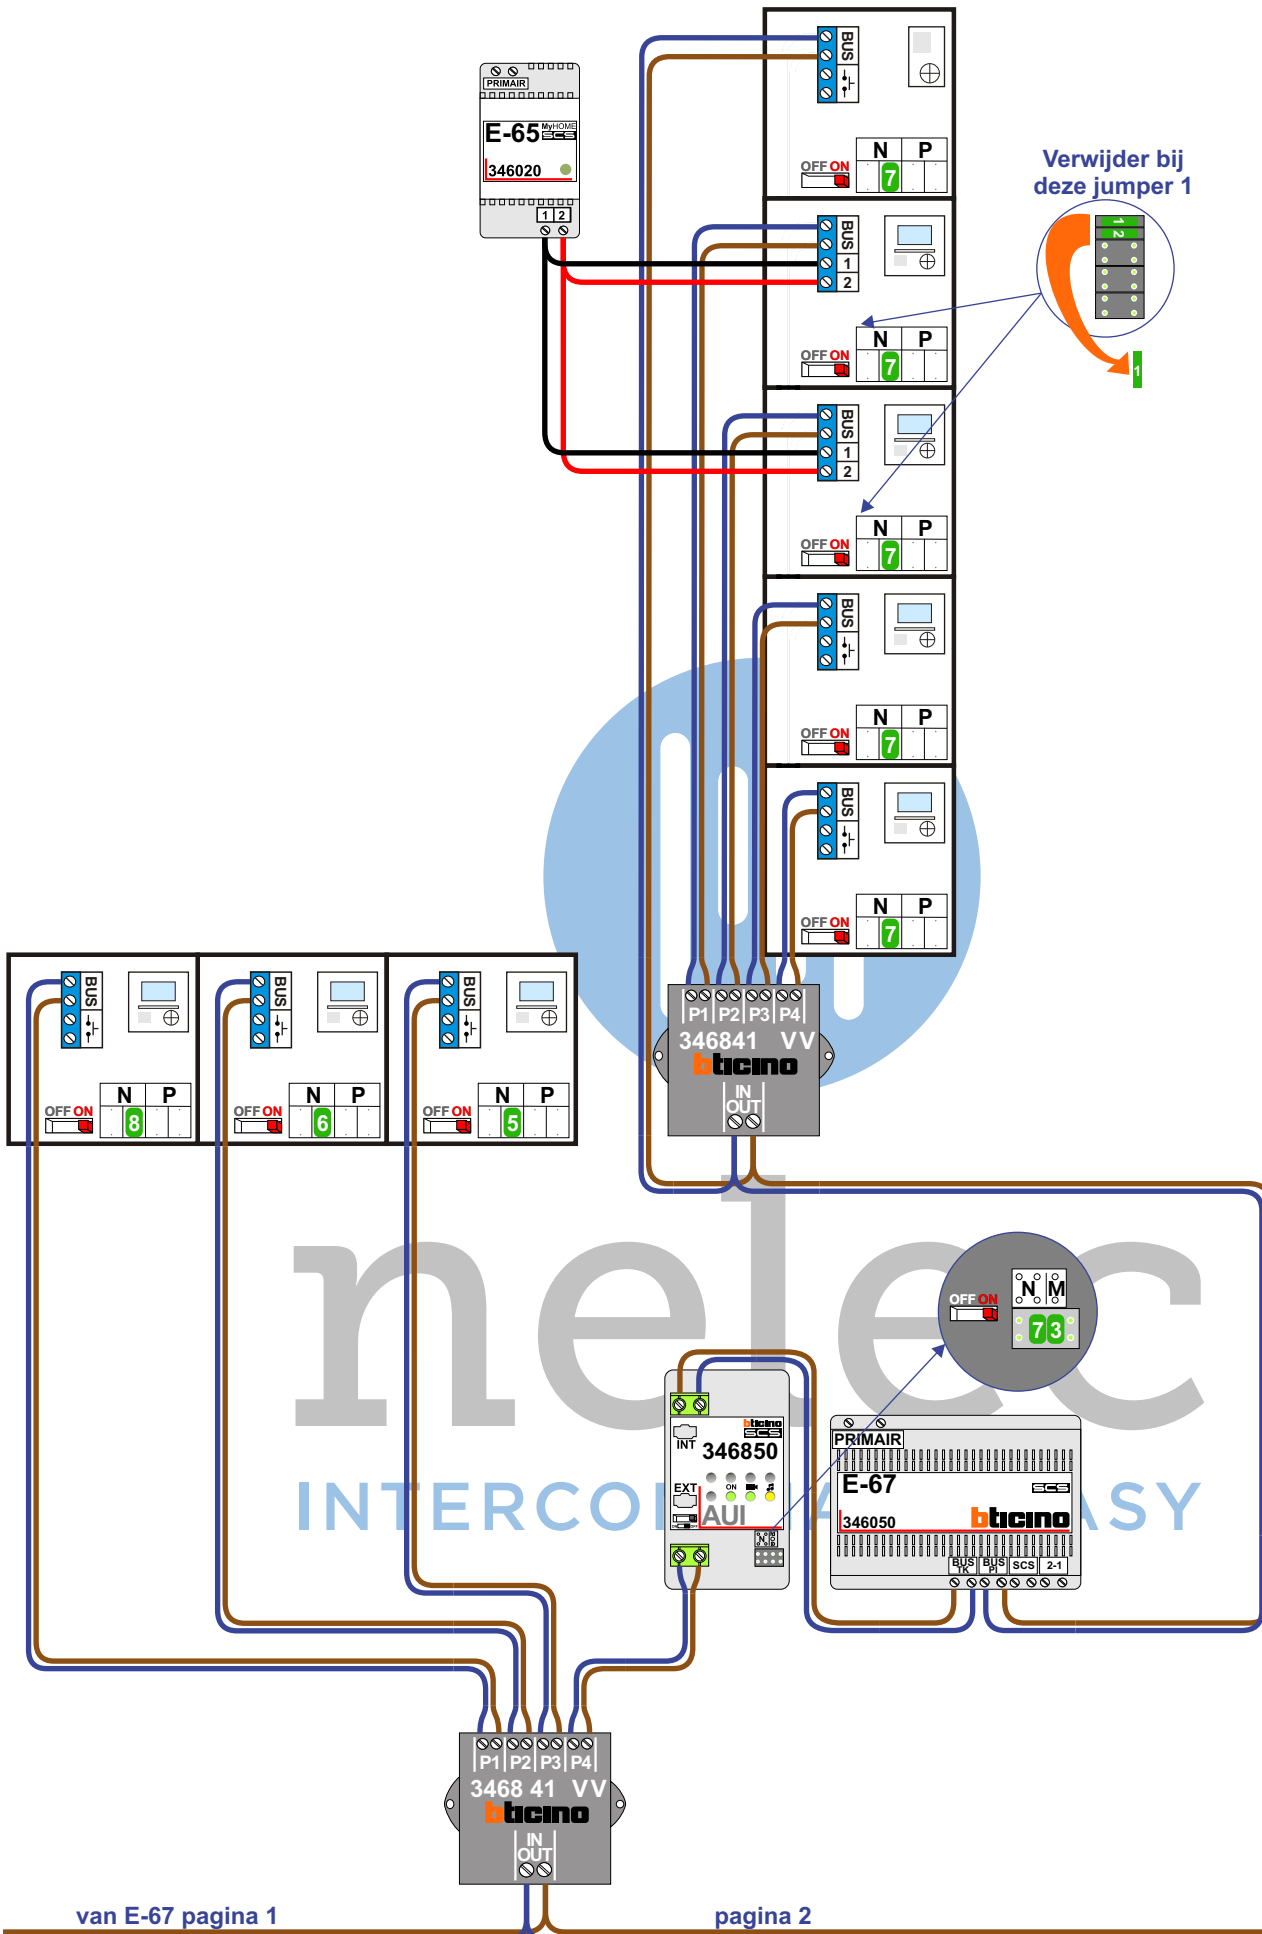 BUS
PRIMAIR
E-65 MyHOME SCS
346020
1 2
N P
OFF ON
7
Verwijder bij
deze jumper 1
1
2
1
BUS
1
2
N P
OFF ON
7
BUS
1
2
N P
OFF ON
7
BUS
N P
OFF ON
7
BUS
N P
OFF ON
7
BUS
N P
OFF ON
8
BUS
N P
OFF ON
6
BUS
N P
OFF ON
5
P1 P2 P3 P4
346841 VV
bticino
IN
OUT
nelec
OFF ON
N M
7 3
bticino
SCS
INT
346850
EXT
ON
AUI
N
PRIMAIR
E-67
SCS
346050
bticino
BUS TK
BUS PI
SCS
2-1
P1 P2 P3 P4
3468 41 VV
bticino
IN
OUT
van E-67 pagina 1
pagina 2